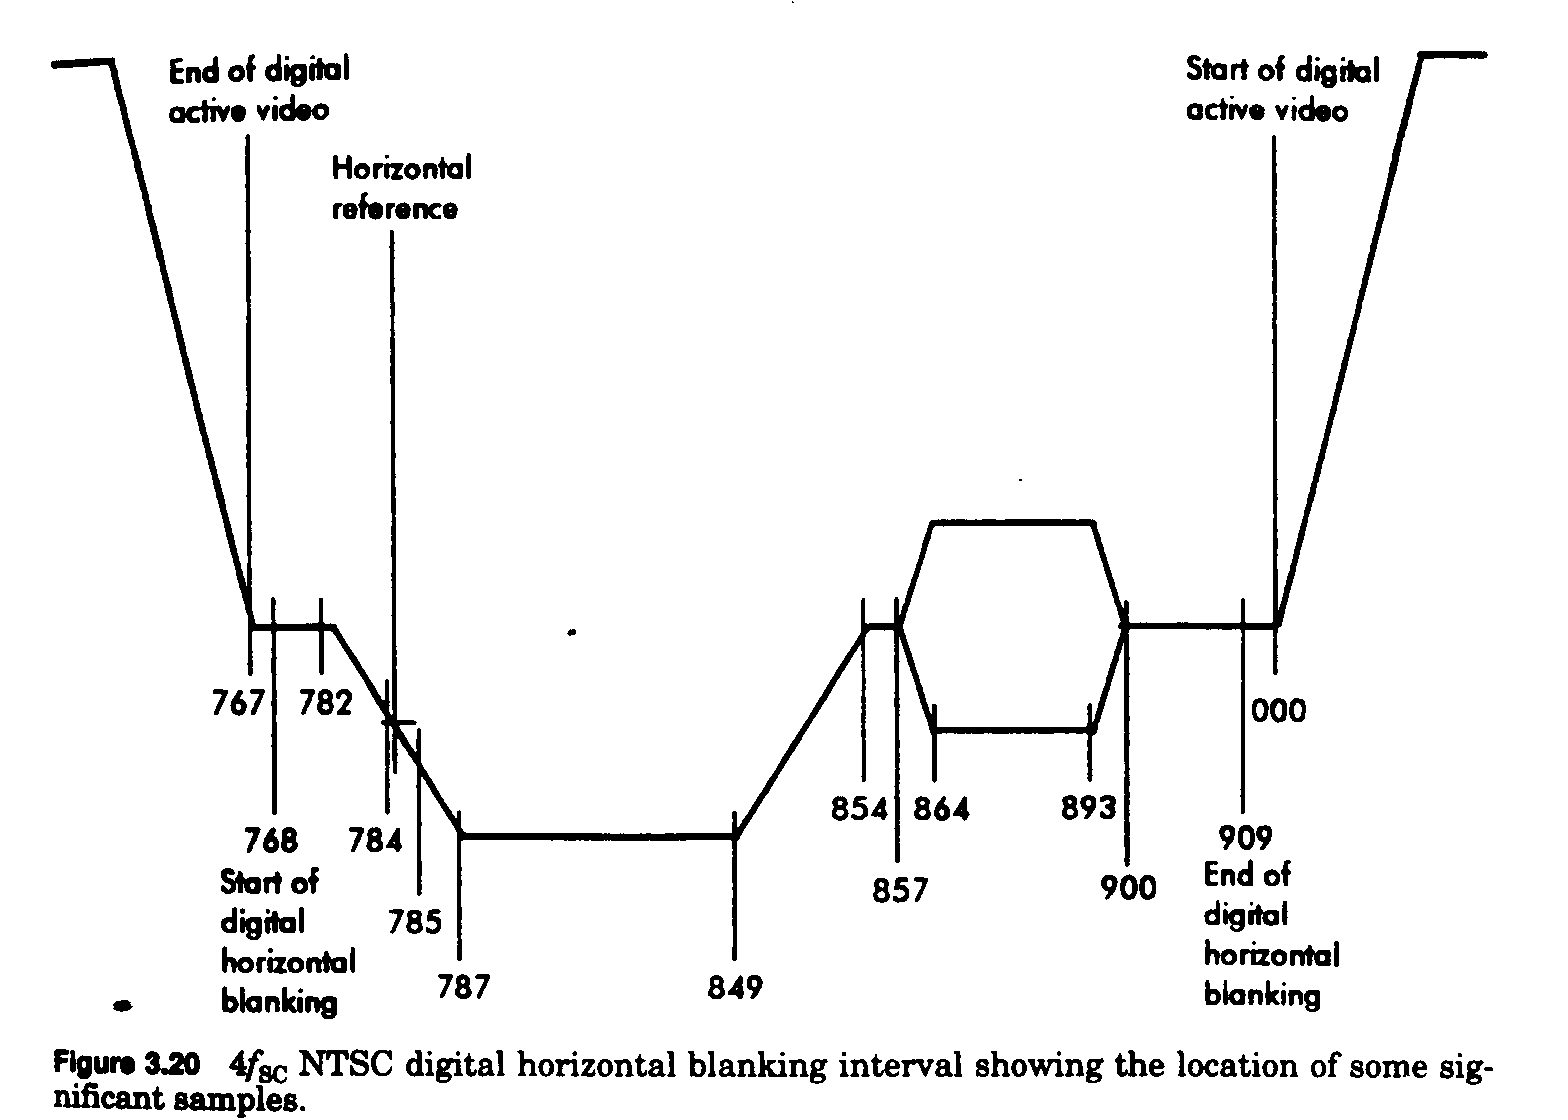 End of digital
active video
Start of digital
active video
Horizontal
reference
767
782
000
768
784
854
864
893
909
Start of
digital
horizontal
blanking
785
857
900
End of
digital
horizontal
blanking
787
849
Figure 3.20 4fSC NTSC digital horizontal blanking interval showing the location of some sig-
nificant samples.